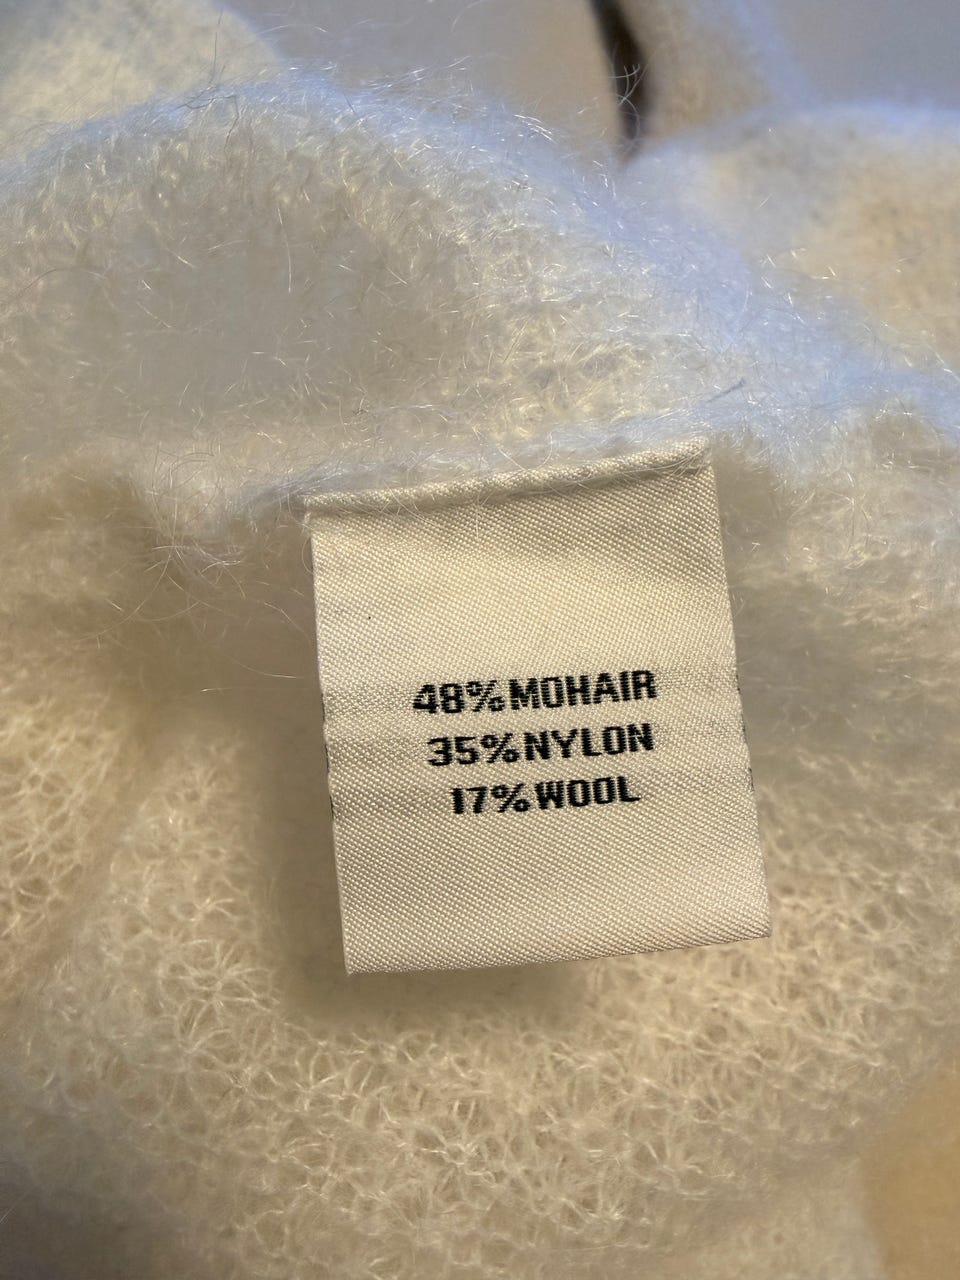 48% MOHAIR
35% NYLON
17% WOOL